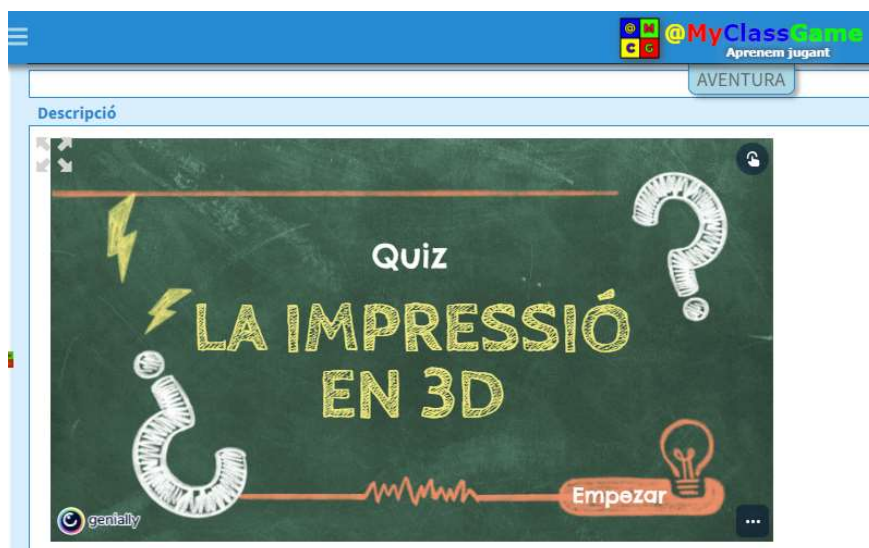 @MyClassGame
Aprenem jugant
AVENTURA
Descripció
Quiz
LA IMPRESSIÓ
EN 3D
Empezar
genially